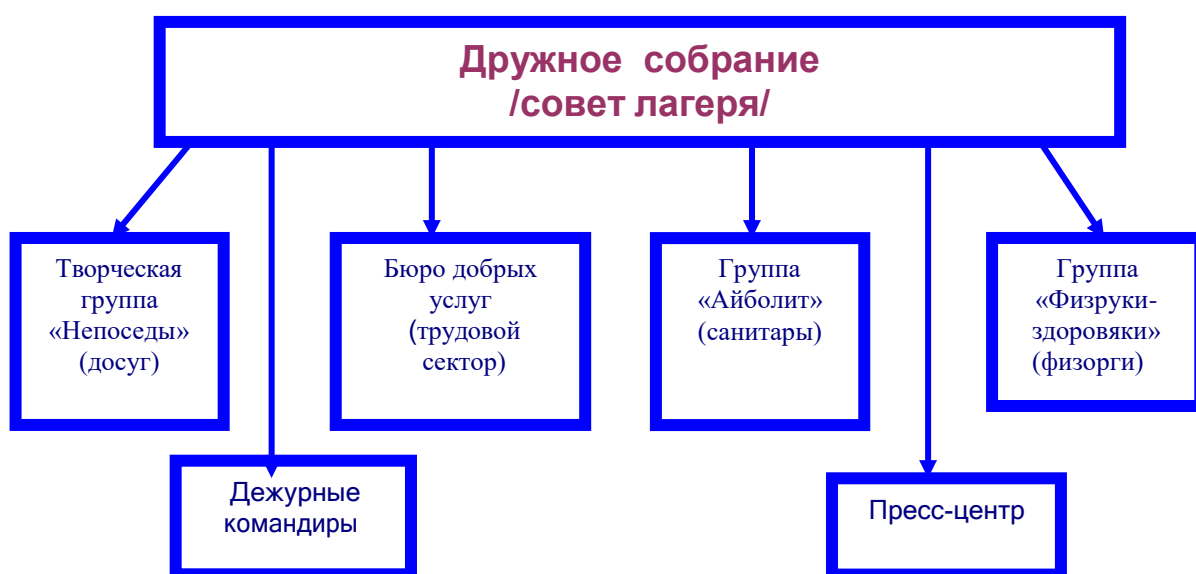 Дружное собрание
/совет лагеря/
Творческая
группа
«Непоседы»
(досуг)
Бюро добрых
услуг
(трудовой
сектор)
Группа
«Айболит»
(санитары)
Группа
«Физруки-
здоровяки»
(физорги)
Дежурные
командиры
Пресс-центр